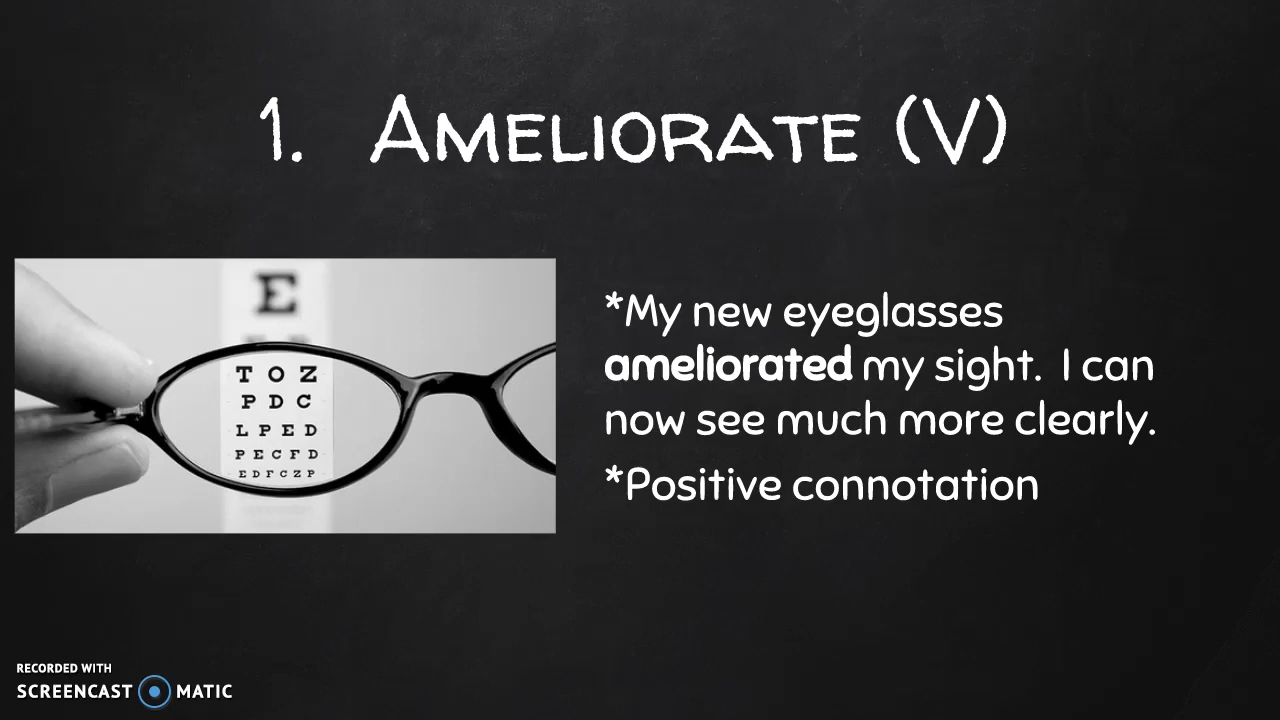 1. Ameliorate (V)
E
T O Z
P D C
L P E D
P E C F D
E D F C Z P
*My new eyeglasses
ameliorated my sight. I can
now see much more clearly.
*Positive connotation
RECORDED WITH
SCREENCAST MATIC